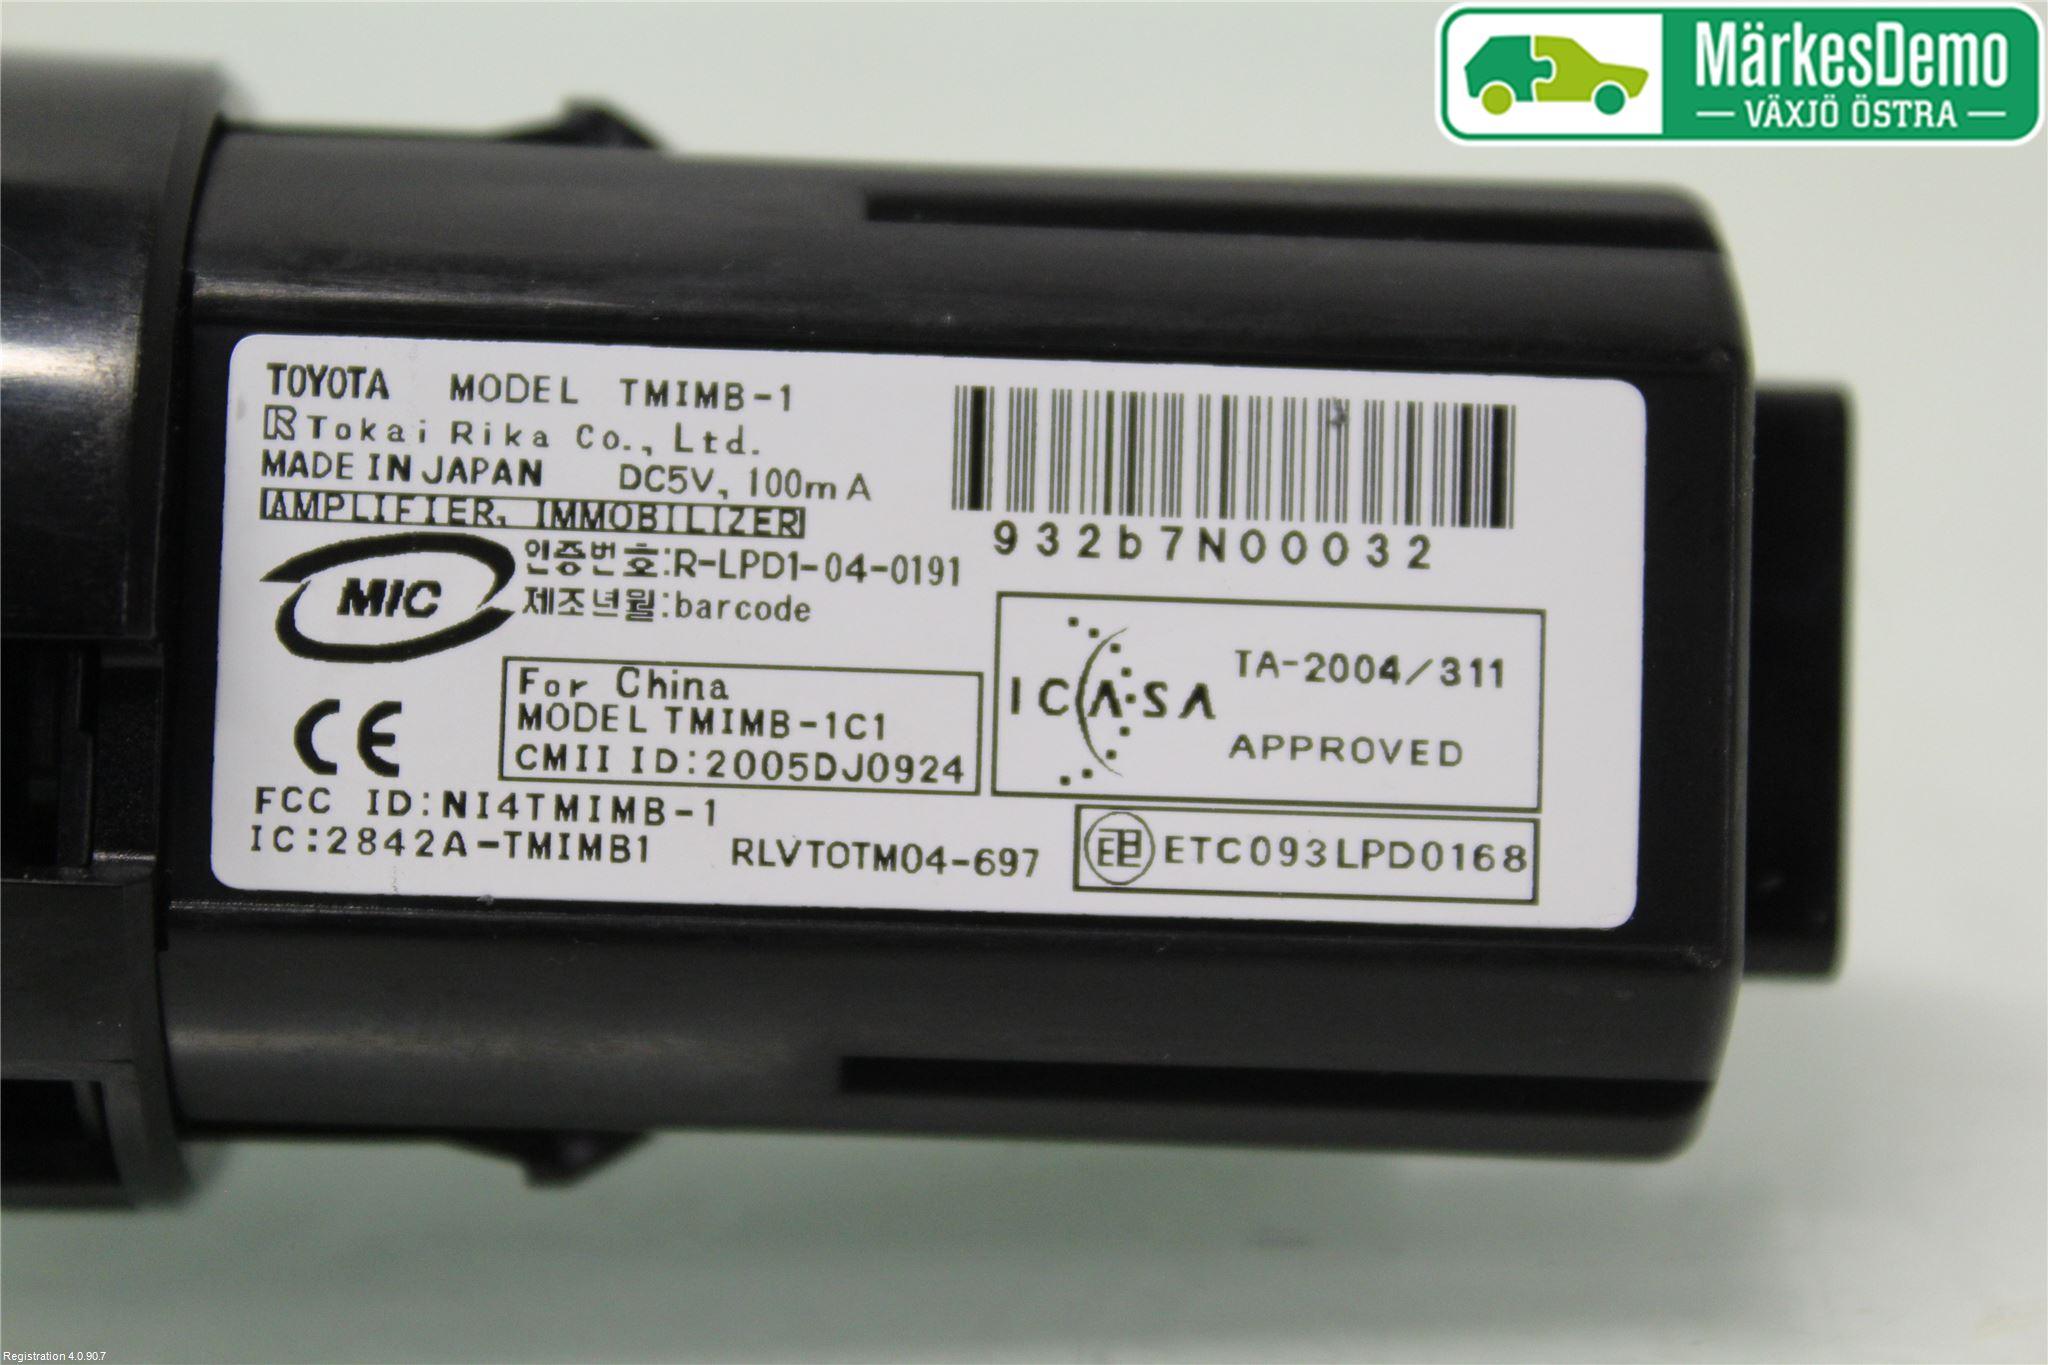 MärkesDemo
VÄXJÖ ÖSTRA
TOYOTA MODEL TMIMB-1
Tokai Rika Co., Ltd.
MADE IN JAPAN DC5V, 100mA
AMPLIFIER, IMMOBILIZER
932b7N00032
MIC
인증번호:R-LPD1-04-0191
제조년월:barcode
For China
MODEL TMIMB-1C1
CMII ID:2005DJ0924
ICASA
TA-2004/311
APPROVED
CE
FCC ID:NI4TMIMB-1
IC:2842A-TMIMB1
RLVTOTM04-697
ETC093LPD0168
Registration 4.0.90.7